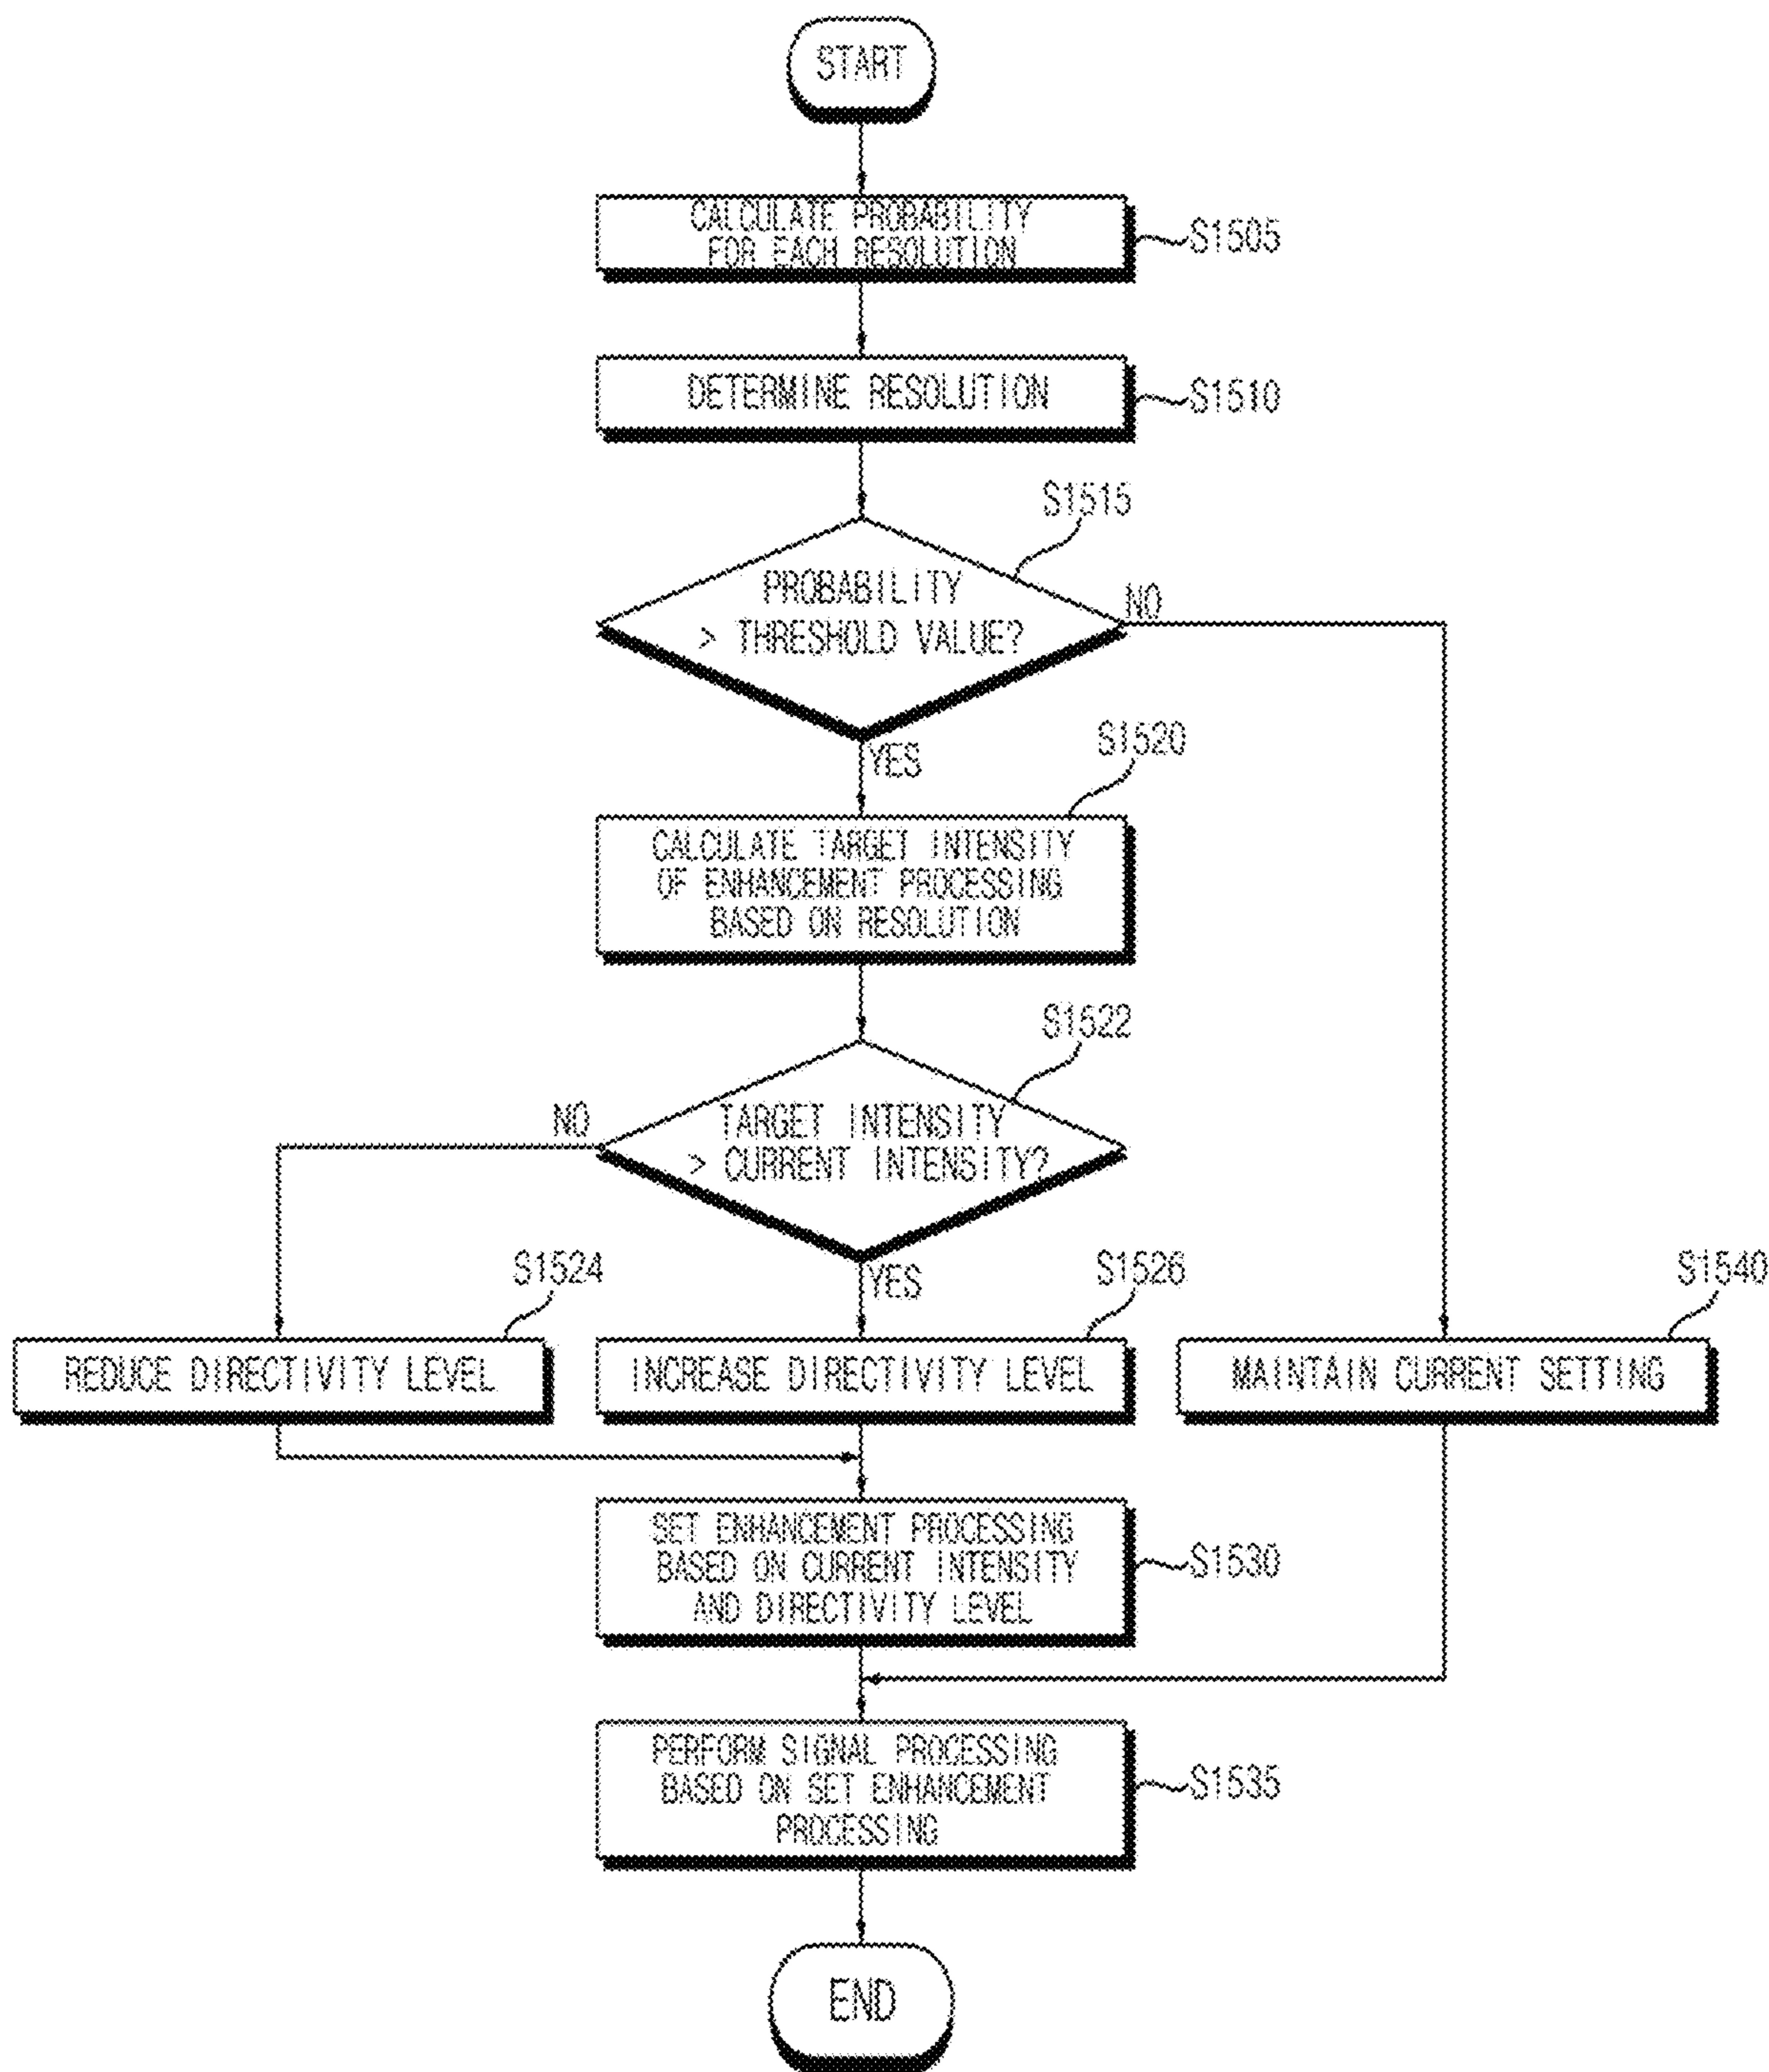 START
CALCULATE PROBABILITY
FOR EACH RESOLUTION
S1505
DETERMINE RESOLUTION
S1510
S1515
PROBABILITY
> THRESHOLD VALUE?
NO
YES
S1520
CALCULATE TARGET INTENSITY
OF ENHANCEMENT PROCESSING
BASED ON RESOLUTION
S1522
NO
TARGET INTENSITY
> CURRENT INTENSITY?
YES
S1524
S1526
S1540
REDUCE DIRECTIVITY LEVEL
INCREASE DIRECTIVITY LEVEL
MAINTAIN CURRENT SETTING
SET ENHANCEMENT PROCESSING
BASED ON CURRENT INTENSITY
AND DIRECTIVITY LEVEL
S1530
PERFORM SIGNAL PROCESSING
BASED ON SET ENHANCEMENT
PROCESSING
S1535
END